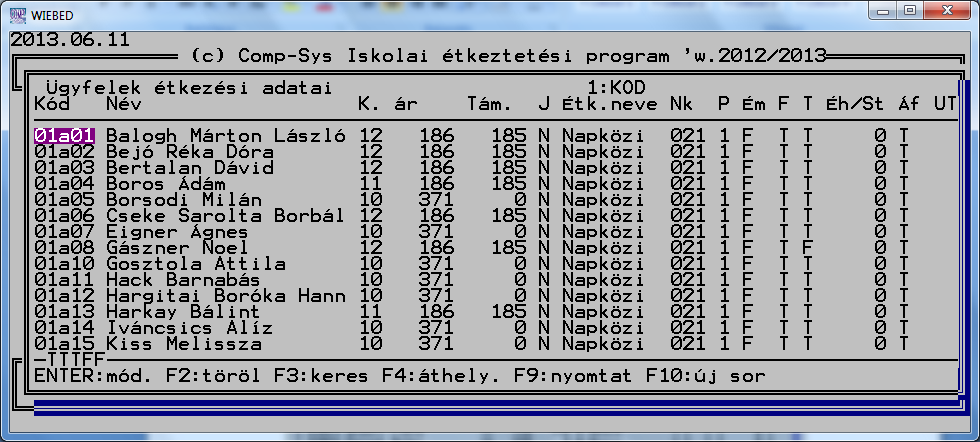 WIEBED
2013.06.11
(c) Comp-Sys Iskolai étkeztetési program 'w.2012/2013
Ügyfelek étkezési adatai 1:KOD
Kód Név K. ár Tám. J Étk.neve Nk P Ém F T Éh/St Áf UT
01a01 Balogh Márton László 12 186 185 N Napközi 021 1 F T T 0 T
01a02 Bejó Réka Dóra 12 186 185 N Napközi 021 1 F T T 0 T
01a03 Bertalan Dávid 12 186 185 N Napközi 021 1 F T T 0 T
01a04 Boros Ádám 11 186 185 N Napközi 021 1 F T T 0 T
01a05 Borsodi Milán 10 371 0 N Napközi 021 1 F T T 0 T
01a06 Cseke Sarolta Borbál 12 186 185 N Napközi 021 1 F T T 0 T
01a07 Eigner Ágnes 10 371 0 N Napközi 021 1 F T T 0 T
01a08 Gászner Noel 12 186 185 N Napközi 021 1 F T F 0 T
01a10 Gosztola Attila 10 371 0 N Napközi 021 1 F T T 0 T
01a11 Hack Barnabás 10 371 0 N Napközi 021 1 F T T 0 T
01a12 Hargitai Boróka Hann 10 371 0 N Napközi 021 1 F T T 0 T
01a13 Harkay Bálint 11 186 185 N Napközi 021 1 F T T 0 T
01a14 Iváncsics Alíz 10 371 0 N Napközi 021 1 F T T 0 T
01a15 Kiss Melissza 10 371 0 N Napközi 021 1 F T T 0 T
TTTFF
ENTER:mód. F2:töröl F3:keres F4:áthely. F9:nyomtat F10:új sor